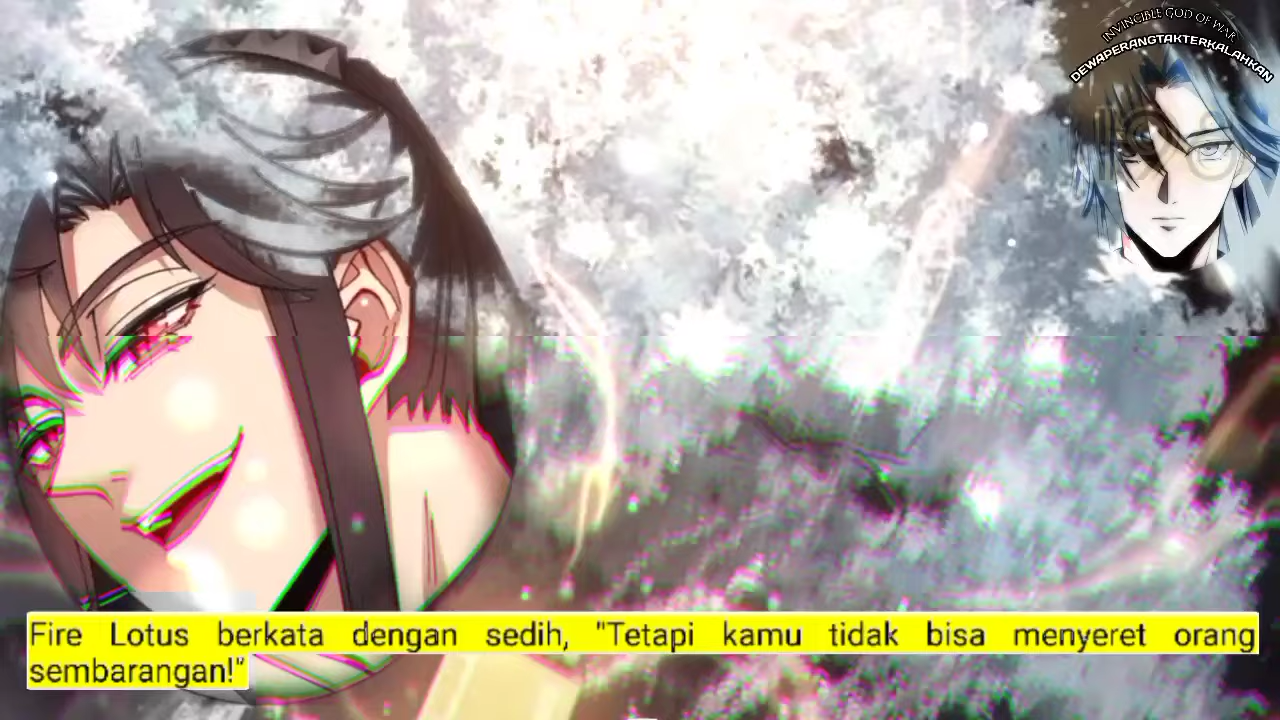 INVINCIBLE GOD OF WAR
DEWAPERANGTAKTERKALAHKAN
Fire Lotus berkata dengan sedih, "Tetapi kamu tidak bisa menyeret orang
sembarangan!"